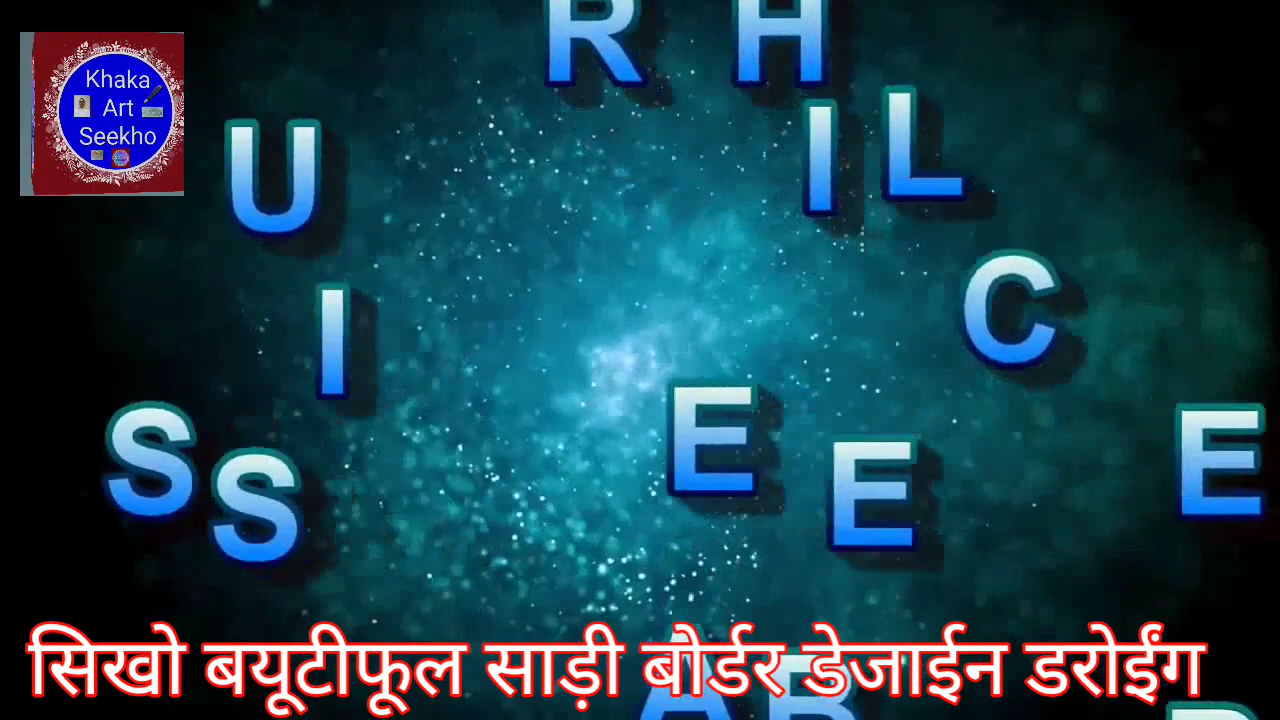 Khaka
Art
Seekho
R H
U I L
I C
S S E E E
A B
सिखो बयूटीफूल साड़ी बोर्डर डेजाईन डरोईंग